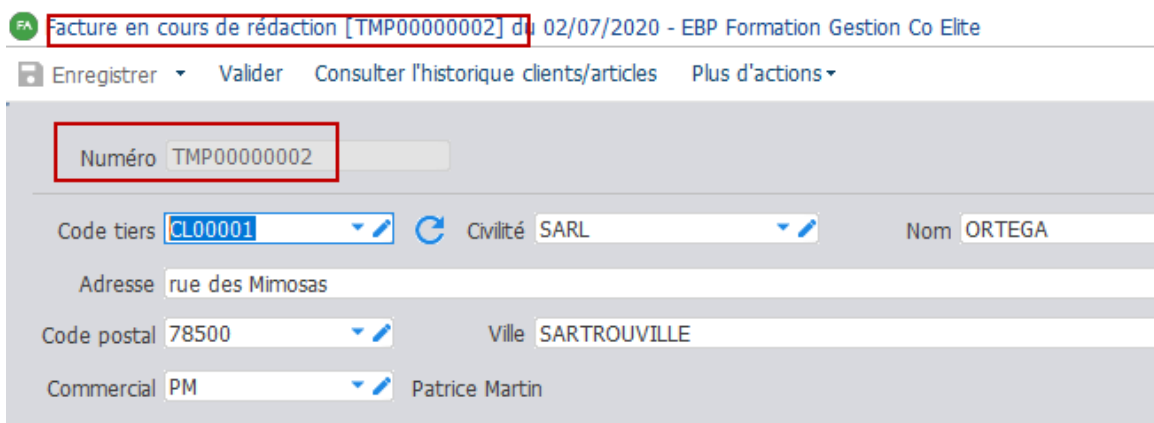 FA Facture en cours de rédaction [TMP00000002] du 02/07/2020 - EBP Formation Gestion Co Elite
Enregistrer Valider Consulter l'historique clients/articles Plus d'actions
Numéro TMP00000002
Code tiers CL00001 Civilité SARL Nom ORTEGA
Adresse rue des Mimosas
Code postal 78500 Ville SARTROUVILLE
Commercial PM Patrice Martin